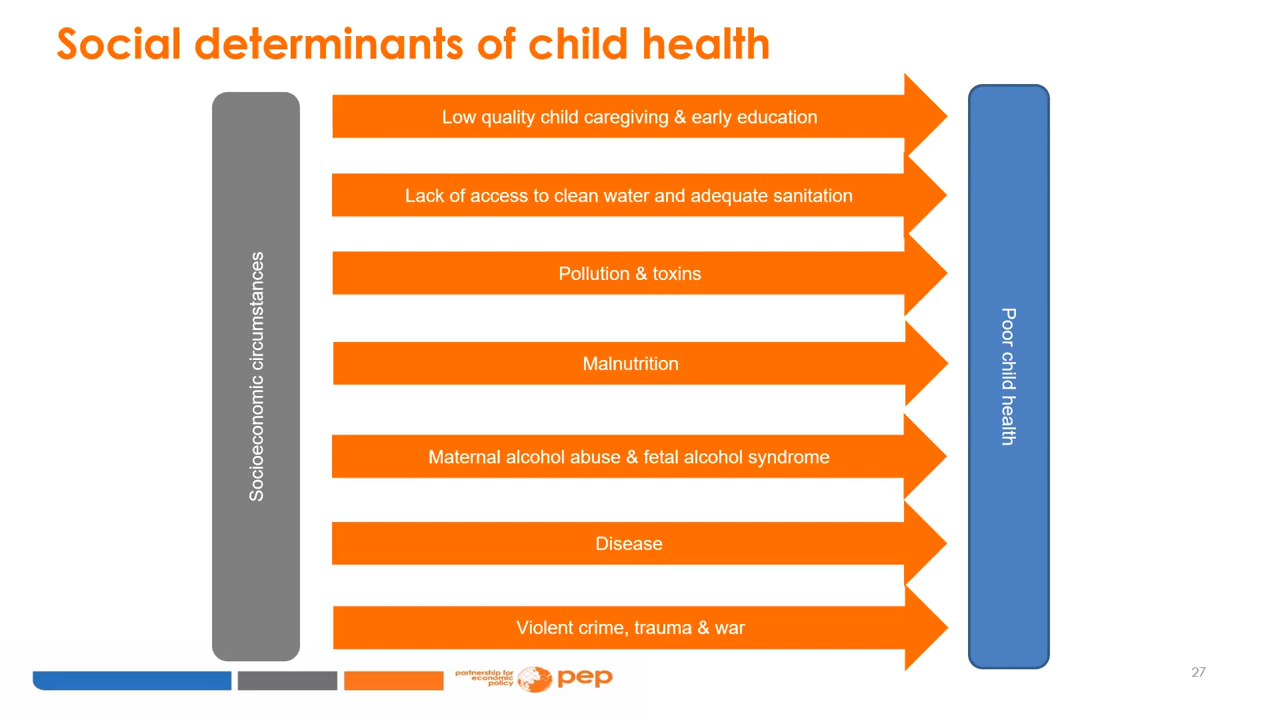 Social determinants of child health
Socioeconomic circumstances
Low quality child caregiving & early education
Lack of access to clean water and adequate sanitation
Pollution & toxins
Malnutrition
Maternal alcohol abuse & fetal alcohol syndrome
Disease
Violent crime, trauma & war
Poor child health
partnership for
economic
policy
pep
27